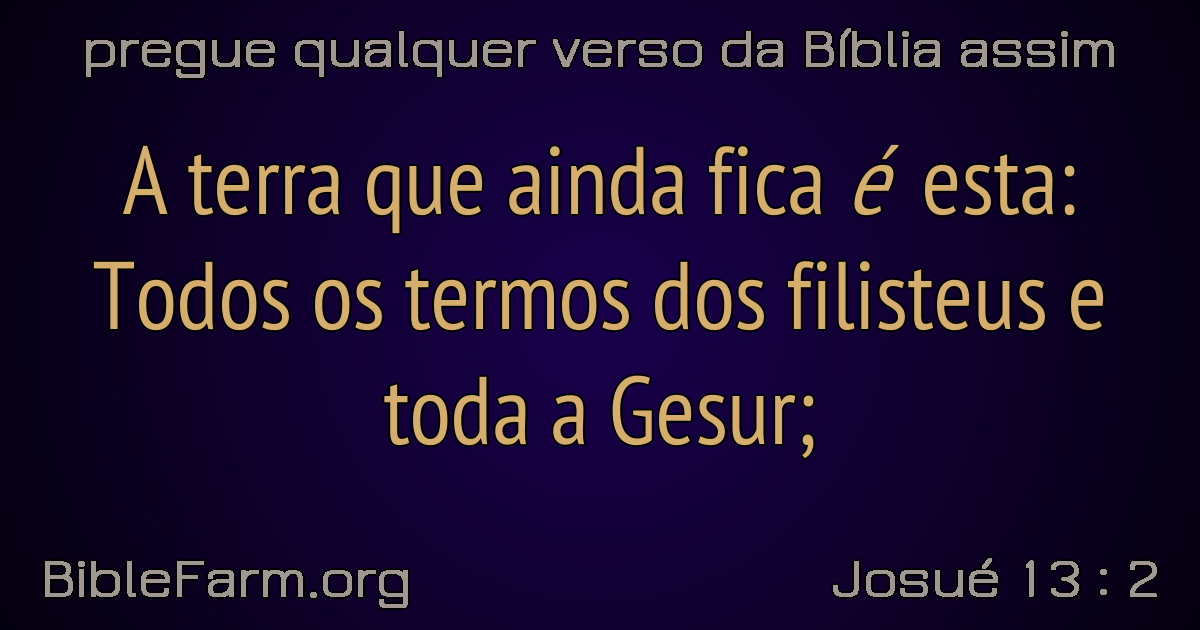 pregue qualquer verso da Bíblia assim
A terra que ainda fica é esta:
Todos os termos dos filisteus e
toda a Gesur;
BibleFarm.org
Josué 13 : 2